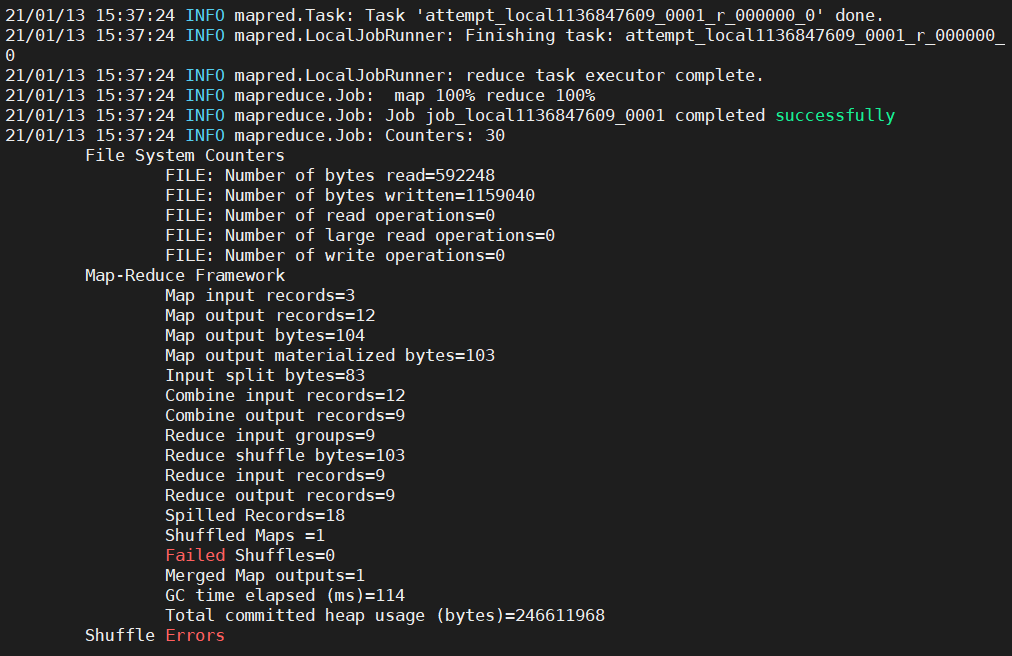 21/01/13 15:37:24 INFO mapred.Task: Task 'attempt_local1136847609_0001_r_000000_0' done.
21/01/13 15:37:24 INFO mapred.LocalJobRunner: Finishing task: attempt_local1136847609_0001_r_000000_
0
21/01/13 15:37:24 INFO mapred.LocalJobRunner: reduce task executor complete.
21/01/13 15:37:24 INFO mapreduce.Job:  map 100% reduce 100%
21/01/13 15:37:24 INFO mapreduce.Job: Job job_local1136847609_0001 completed successfully
21/01/13 15:37:24 INFO mapreduce.Job: Counters: 30
        File System Counters
                FILE: Number of bytes read=592248
                FILE: Number of bytes written=1159040
                FILE: Number of read operations=0
                FILE: Number of large read operations=0
                FILE: Number of write operations=0
        Map-Reduce Framework
                Map input records=3
                Map output records=12
                Map output bytes=104
                Map output materialized bytes=103
                Input split bytes=83
                Combine input records=12
                Combine output records=9
                Reduce input groups=9
                Reduce shuffle bytes=103
                Reduce input records=9
                Reduce output records=9
                Spilled Records=18
                Shuffled Maps =1
                Failed Shuffles=0
                Merged Map outputs=1
                GC time elapsed (ms)=114
                Total committed heap usage (bytes)=246611968
        Shuffle Errors